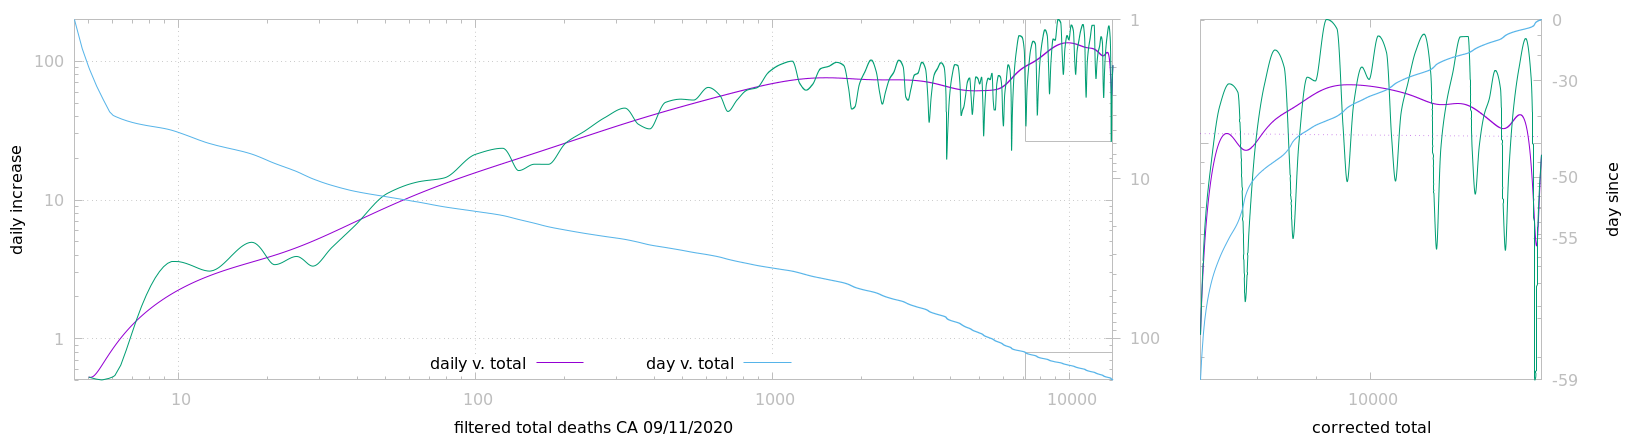 100
10
1
daily increase
1
10
100
daily v. total
day v. total
10
100
1000
10000
filtered total deaths CA 09/11/2020
0
-30
-50
-55
-59
day since
10000
corrected total